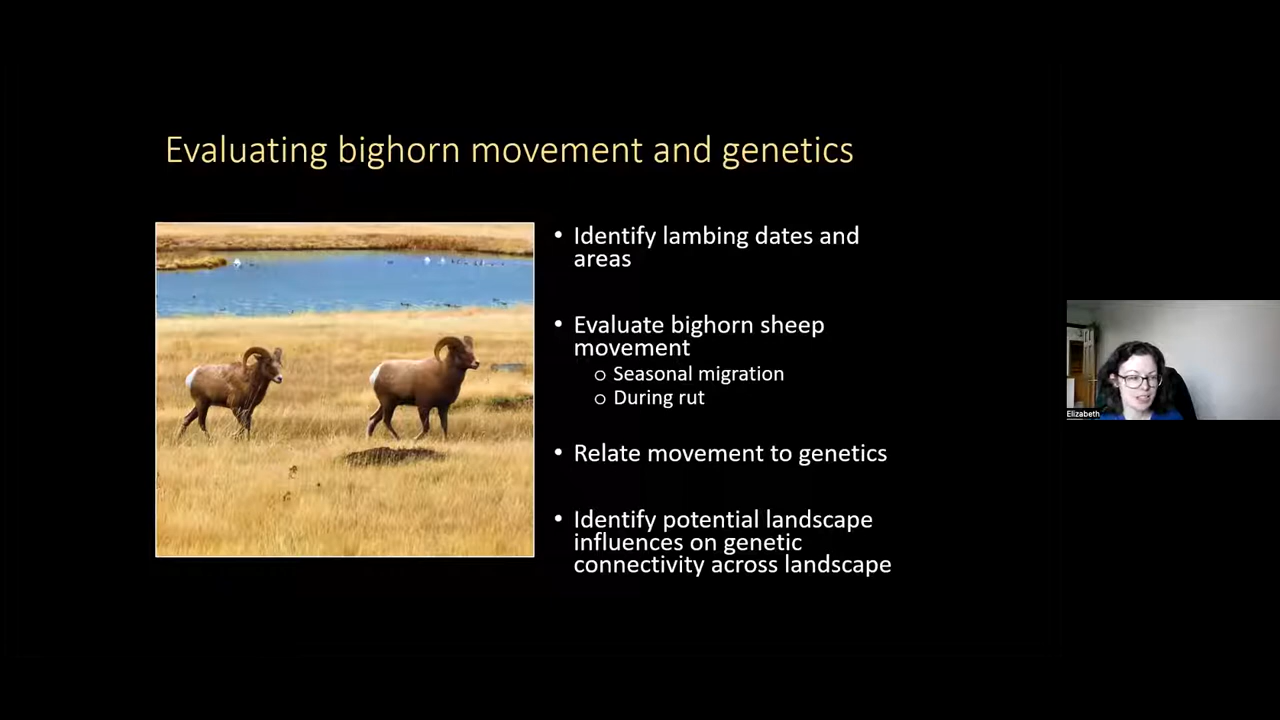 Evaluating bighorn movement and genetics
• Identify lambing dates and
areas
• Evaluate bighorn sheep
movement
o Seasonal migration
o During rut
• Relate movement to genetics
• Identify potential landscape
influences on genetic
connectivity across landscape
Elizabeth